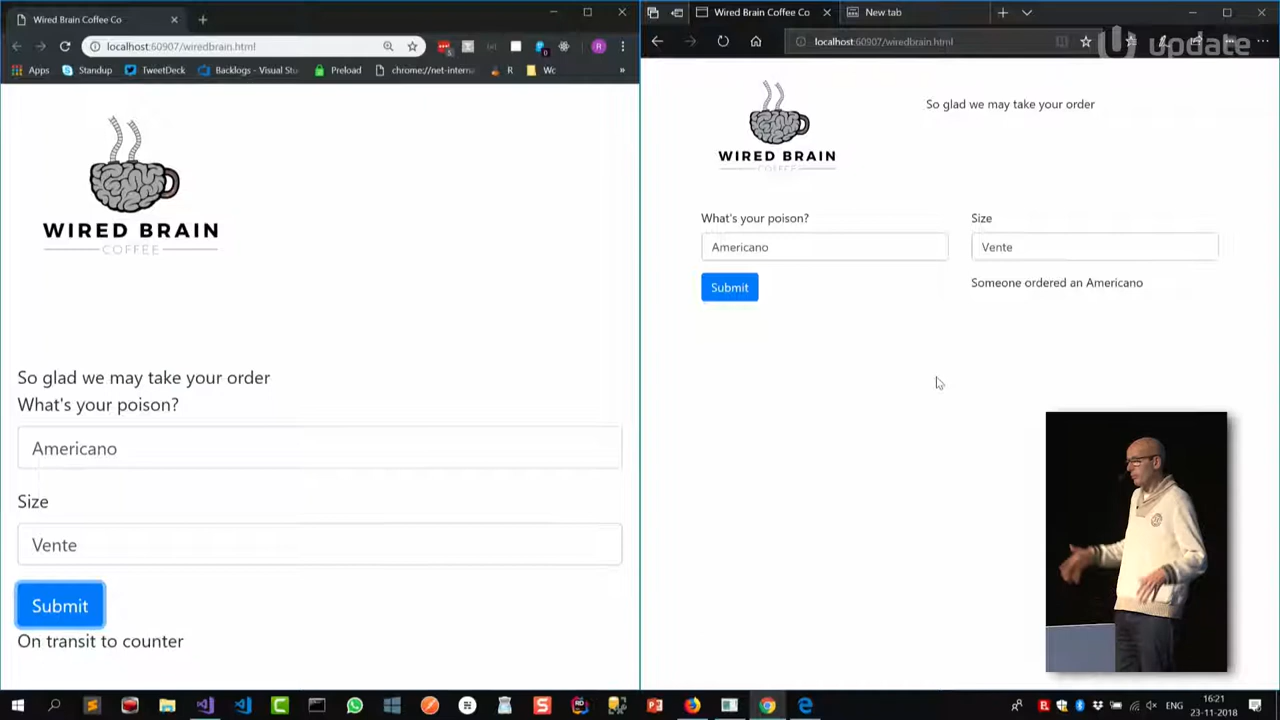 Wired Brain Coffee Co
localhost:60907/wiredbrain.html
Apps
Standup
TweetDeck
Backlogs - Visual Stu
Preload
chrome://net-interna
R
Wc
»
WIRED BRAIN
COFFEE
So glad we may take your order
What's your poison?
Americano
Size
Vente
Submit
On transit to counter
Wired Brain Coffee Co
New tab
localhost:60907/wiredbrain.html
update
WIRED BRAIN
COFFEE
So glad we may take your order
What's your poison?
Size
Americano
Vente
Submit
Someone ordered an Americano
ENG
16:21
23-11-2018